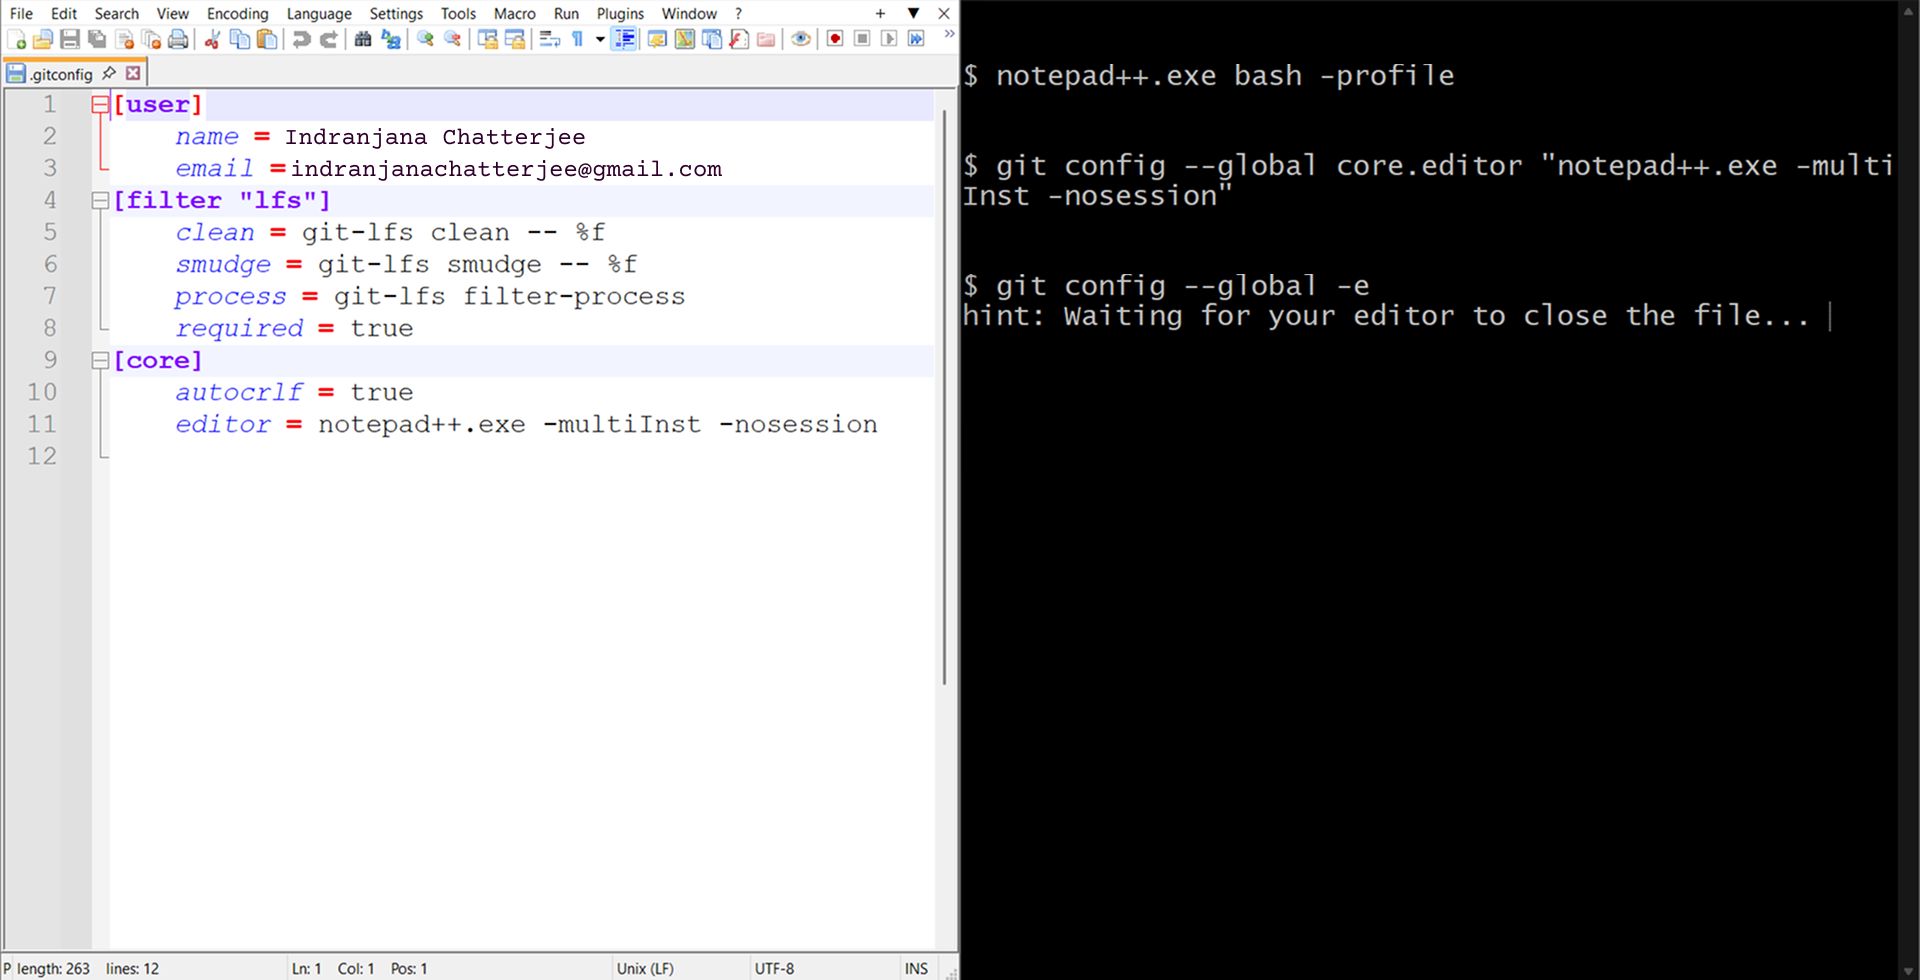 File Edit Search View Encoding Language Settings Tools Macro Run Plugins Window ? + ▼ ✕
.gitconfig
1 [user]
2 name = Indranjana Chatterjee
3 email =indranjanachatterjee@gmail.com
4 [filter "lfs"]
5 clean = git-lfs clean -- %f
6 smudge = git-lfs smudge -- %f
7 process = git-lfs filter-process
8 required = true
9 [core]
10 autocrlf = true
11 editor = notepad++.exe -multiInst -nosession
12
P length: 263 lines: 12 Ln: 1 Col: 1 Pos: 1 Unix (LF) UTF-8 INS
$ notepad++.exe bash -profile
$ git config --global core.editor "notepad++.exe -multi
Inst -nosession"
$ git config --global -e
hint: Waiting for your editor to close the file...